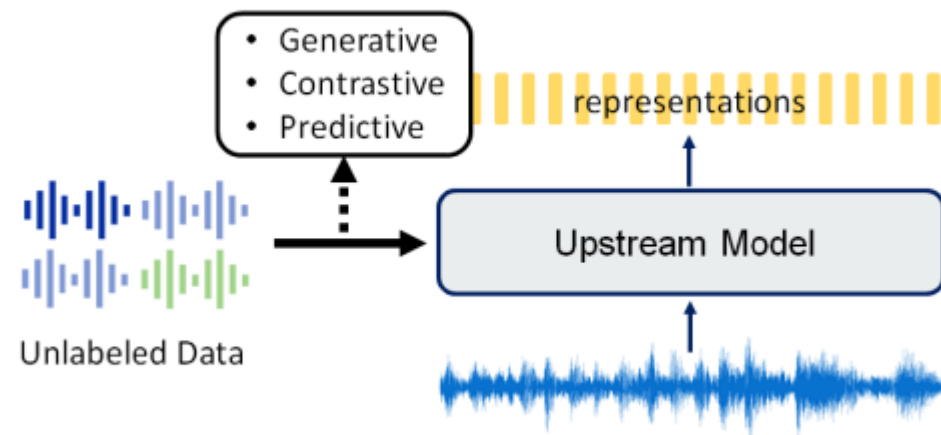 • Generative
• Contrastive
• Predictive
representations
Upstream Model
Unlabeled Data